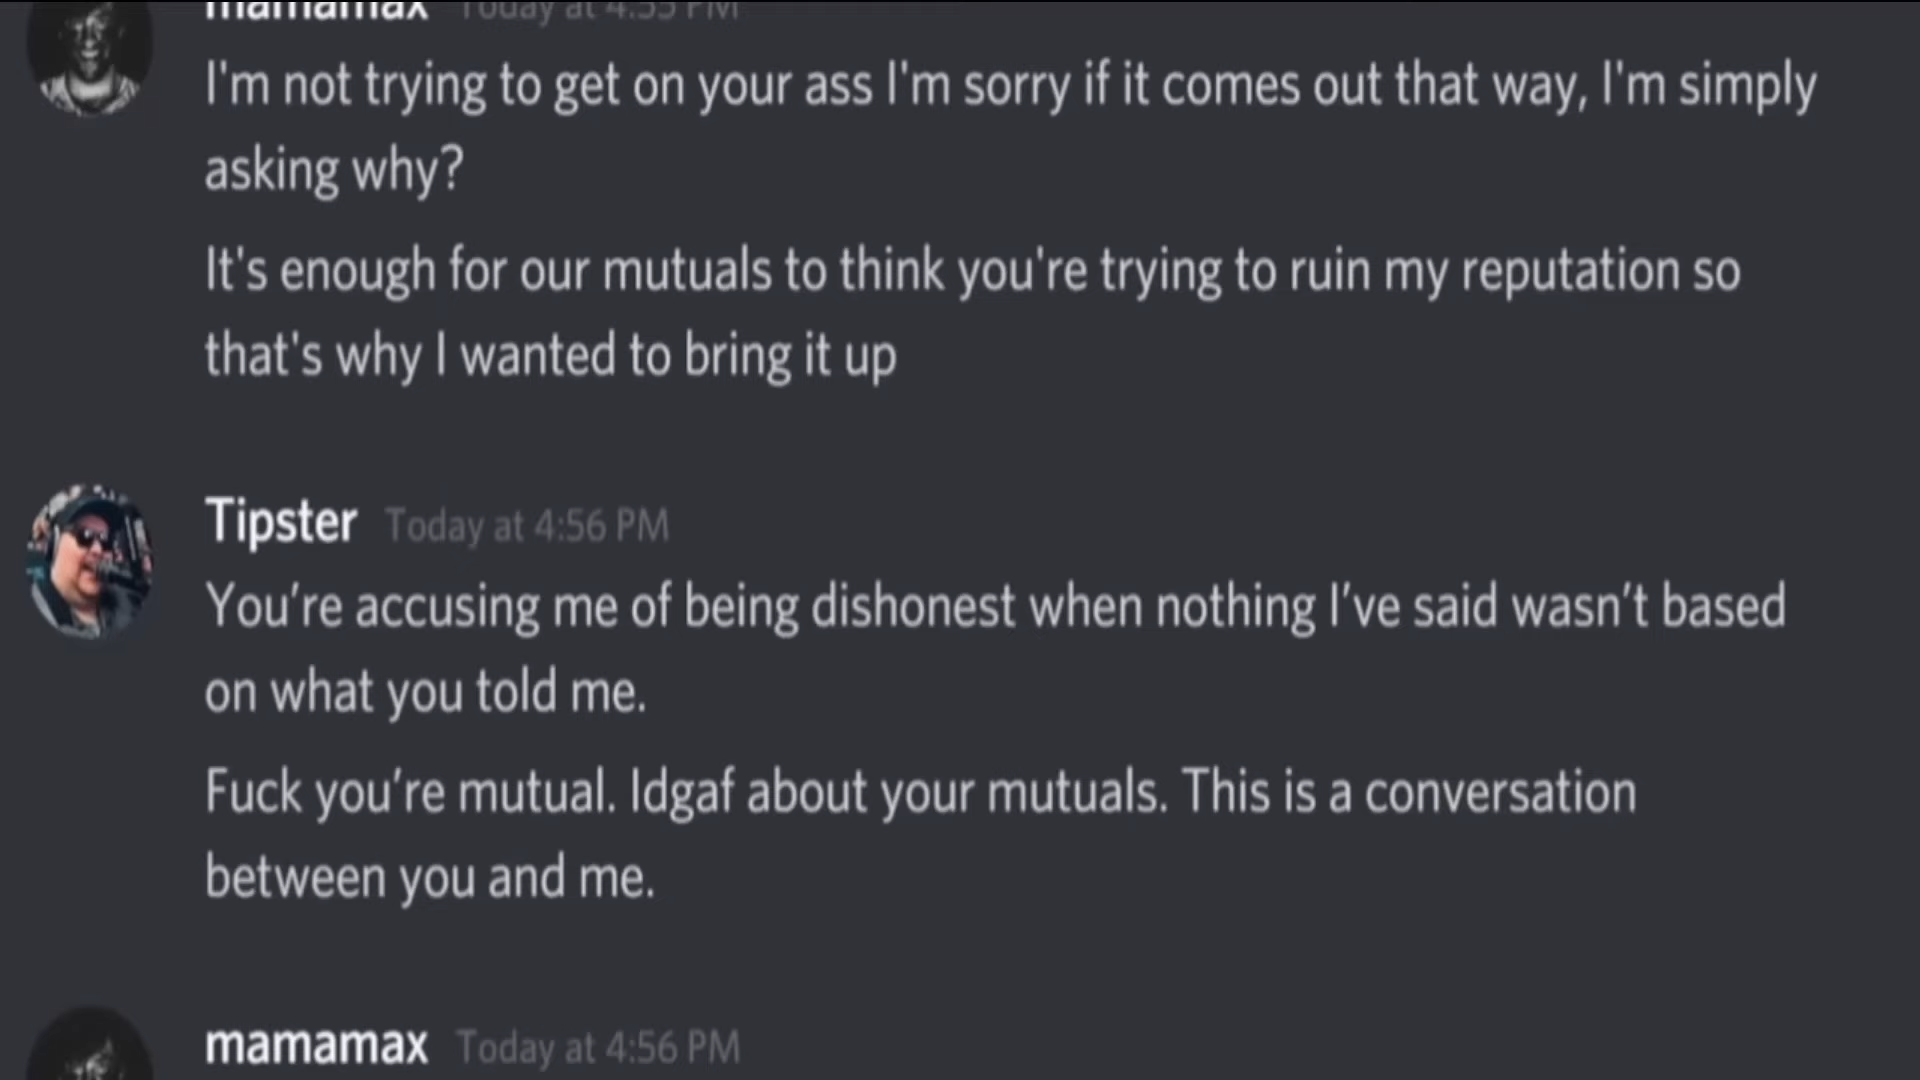 mamamax Today at 4:55 PM
I'm not trying to get on your ass I'm sorry if it comes out that way, I'm simply
asking why?
It's enough for our mutuals to think you're trying to ruin my reputation so
that's why I wanted to bring it up
Tipster Today at 4:56 PM
You’re accusing me of being dishonest when nothing I’ve said wasn’t based
on what you told me.
Fuck you’re mutual. Idgaf about your mutuals. This is a conversation
between you and me.
mamamax Today at 4:56 PM